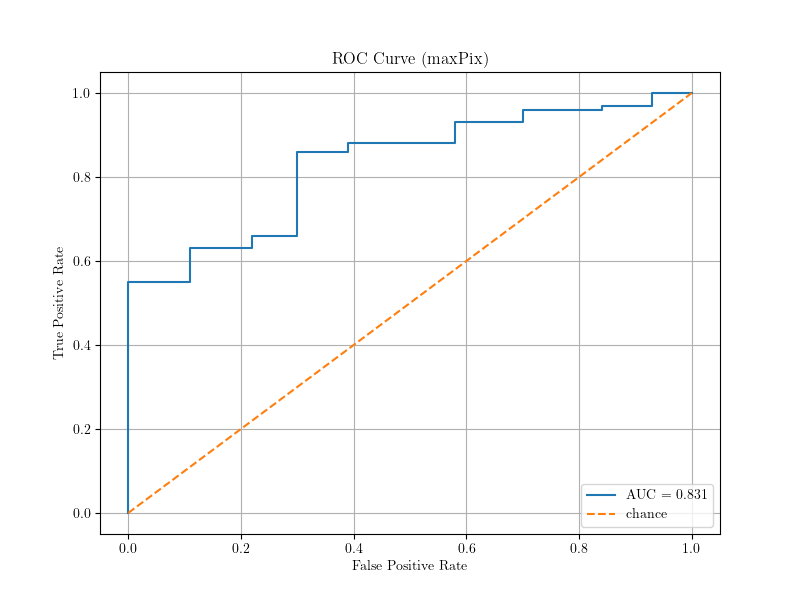 ROC Curve (maxPix)
True Positive Rate
1.0
0.8
0.6
0.4
0.2
0.0
AUC = 0.831
chance
0.0 0.2 0.4 0.6 0.8 1.0
False Positive Rate